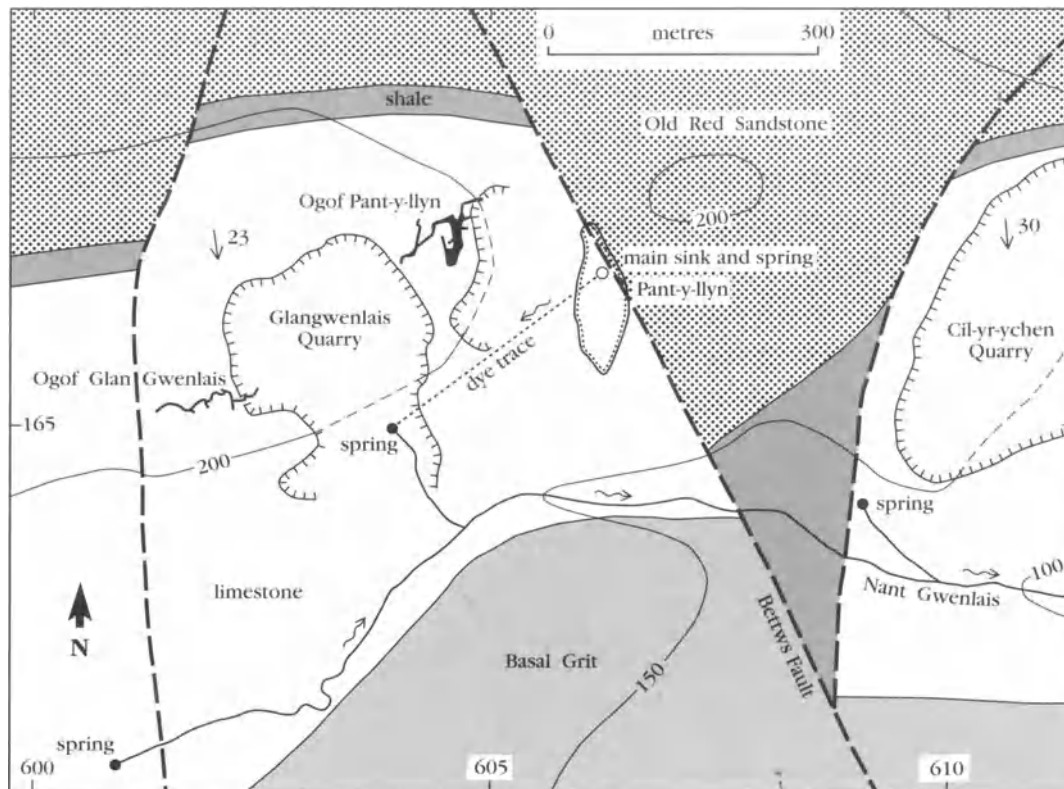 0 metres 300
shale
Old Red Sandstone
Ogof Pant-y-llyn
200
23
30
main sink and spring
Pant-y-llyn
Glangwenlais
Quarry
Cil-yr-ychen
Quarry
dye trace
Ogof Glan Gwenlais
165
spring
200
spring
limestone
Nant Gwenlais
100
N
Bettws Fault
Basal Grit
150
spring
600
605
610